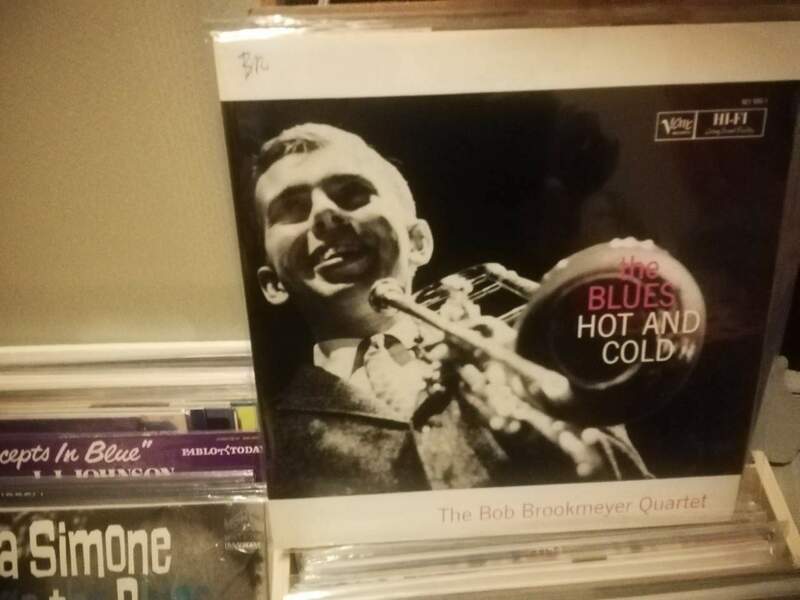 Verve
HI-FI
the
BLUES
HOT AND
COLD
The Bob Brookmeyer Quartet
cepts In Blue"
PABLO TODAY
J.J. JOHNSON
a Simone